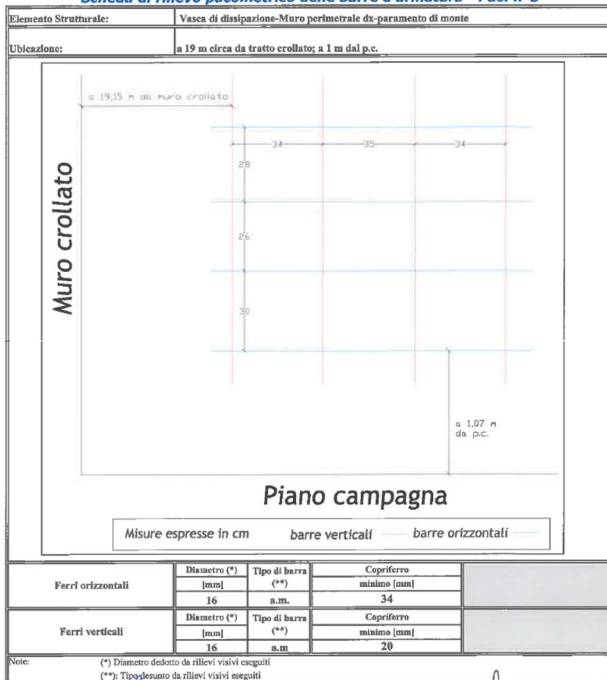 Elemento Strutturale: Vasca di dissipazione-Muro perimetrale dx-paramento di monte
Ubicazione: a 19 m circa da tratto crollato; a 1 m dal p.c.
a 19,15 m da muro crollato
34 35 34
28
26
30
Muro crollato
a 1,07 m
da p.c.
Piano campagna
Misure espresse in cm barre verticali barre orizzontali
Ferri orizzontali
Diametro (*) Tipo di barra Copriferro
[mm] (**) minimo [mm]
16 a.m. 34
Ferri verticali
Diametro (*) Tipo di barra Copriferro
[mm] (**) minimo [mm]
16 a.m 20
Note: (*) Diametro dedotto da rilievi visivi eseguiti
(**): Tipo desunto da rilievi visivi eseguiti